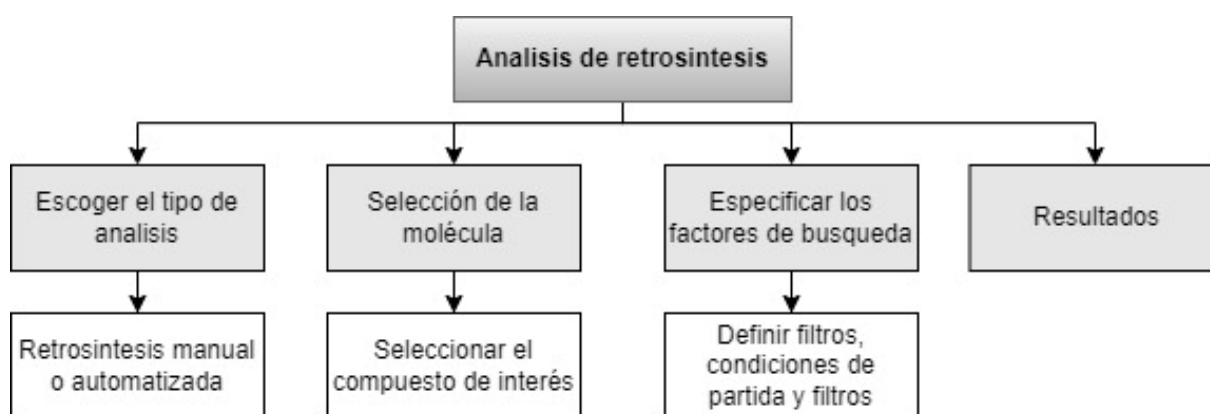 Analisis de retrosintesis
Escoger el tipo de
analisis
Selección de la
molécula
Especificar los
factores de busqueda
Resultados
Retrosintesis manual
o automatizada
Seleccionar el
compuesto de interés
Definir filtros,
condiciones de
partida y filtros